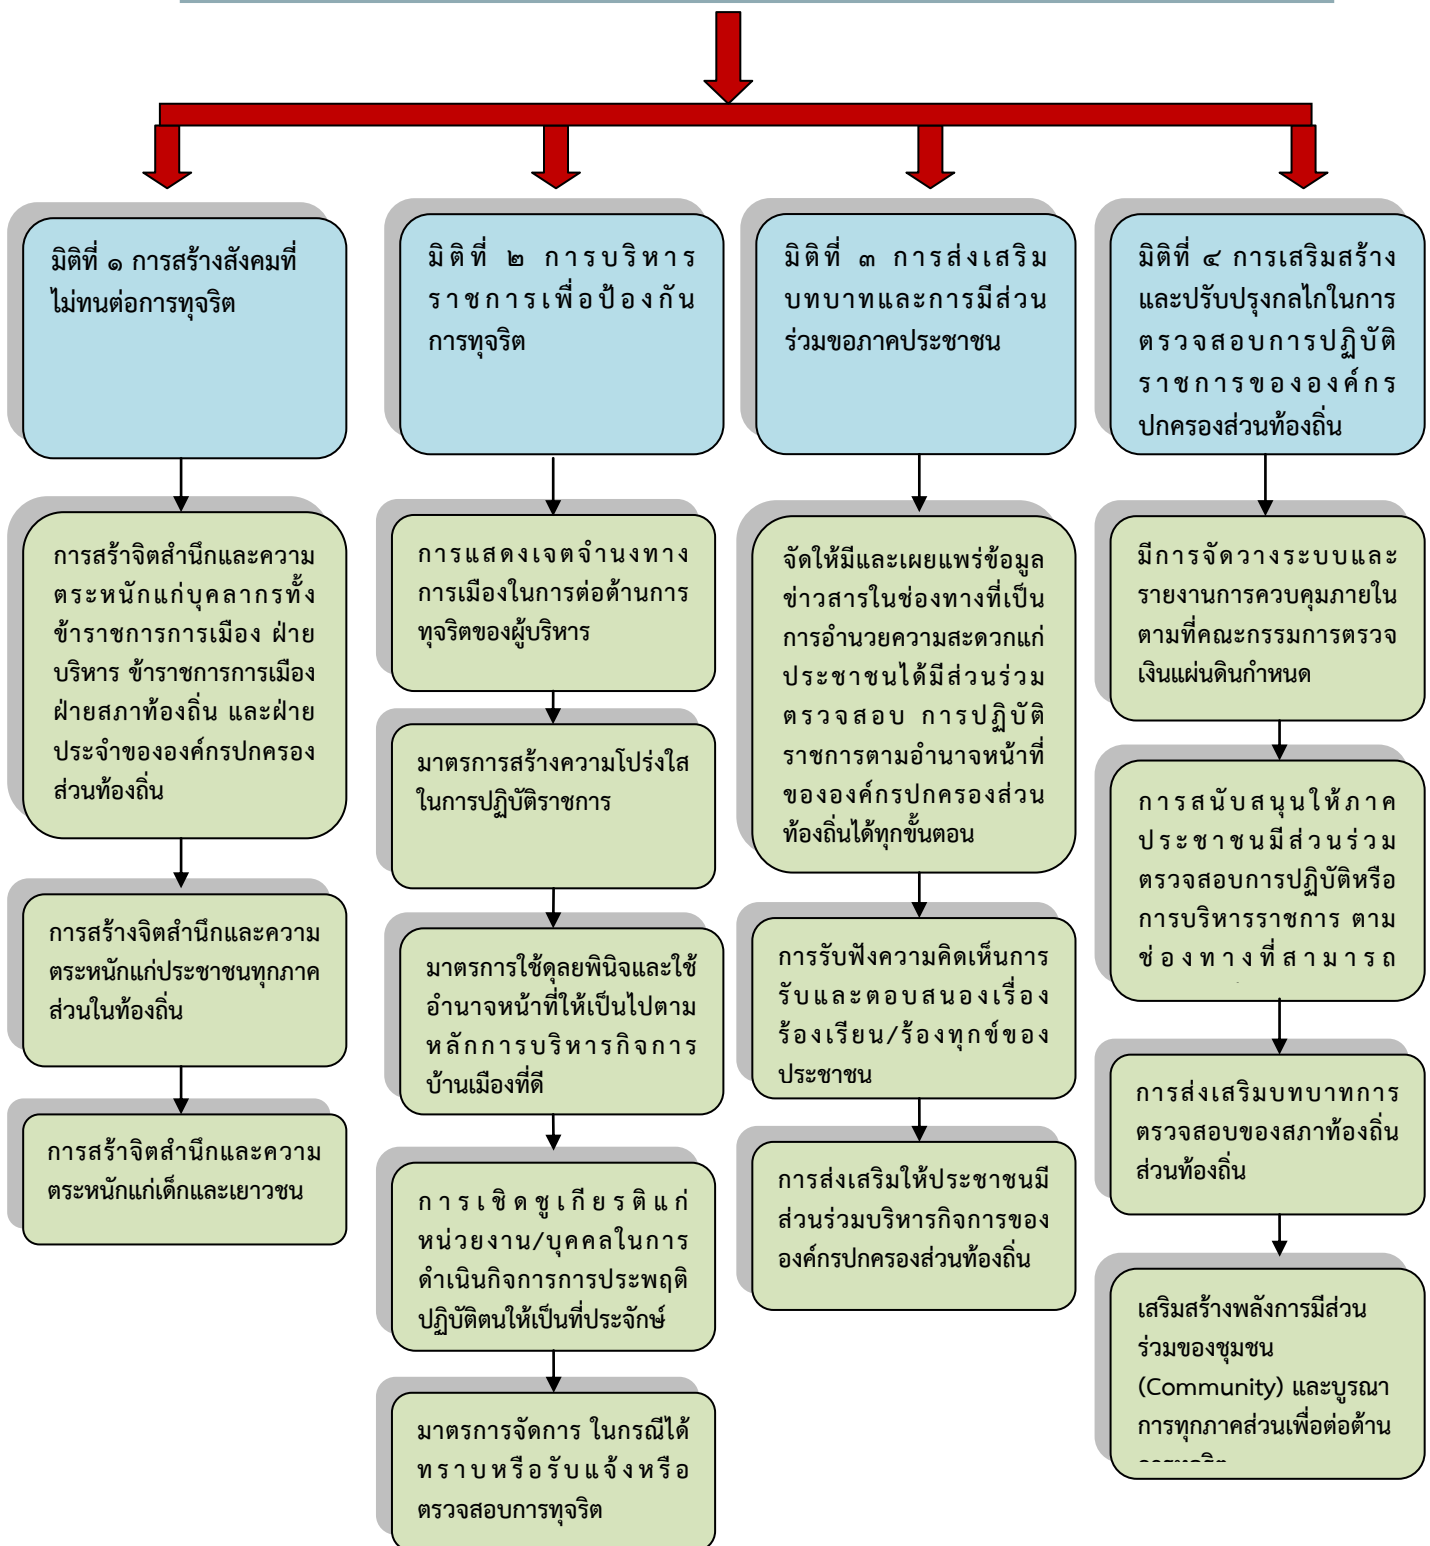 มิติที่ ๑ การสร้างสังคมที่
ไม่ทนต่อการทุจริต
การสร้าจิตสำนึกและความ
ตระหนักแก่บุคลากรทั้ง
ข้าราชการการเมือง ฝ่าย
บริหาร ข้าราชการการเมือง
ฝ่ายสภาท้องถิ่น และฝ่าย
ประจำขององค์กรปกครอง
ส่วนท้องถิ่น
การสร้างจิตสำนึกและความ
ตระหนักแก่ประชาชนทุกภาค
ส่วนในท้องถิ่น
การสร้าจิตสำนึกและความ
ตระหนักแก่เด็กและเยาวชน
มิติที่ ๒ การบริหาร
ราชการเพื่อป้องกัน
การทุจริต
การแสดงเจตจำนงทาง
การเมืองในการต่อต้านการ
ทุจริตของผู้บริหาร
มาตรการสร้างความโปร่งใส
ในการปฏิบัติราชการ
มาตรการใช้ดุลยพินิจและใช้
อำนาจหน้าที่ให้เป็นไปตาม
หลักการบริหารกิจการ
บ้านเมืองที่ดี
การเชิดชูเกียรติแก่
หน่วยงาน/บุคคลในการ
ดำเนินกิจการการประพฤติ
ปฏิบัติตนให้เป็นที่ประจักษ์
มาตรการจัดการ ในกรณีได้
ทราบหรือรับแจ้งหรือ
ตรวจสอบการทุจริต
มิติที่ ๓ การส่งเสริม
บทบาทและการมีส่วน
ร่วมขอภาคประชาชน
จัดให้มีและเผยแพร่ข้อมูล
ข่าวสารในช่องทางที่เป็น
การอำนวยความสะดวกแก่
ประชาชนได้มีส่วนร่วม
ตรวจสอบ การปฏิบัติ
ราชการตามอำนาจหน้าที่
ขององค์กรปกครองส่วน
ท้องถิ่นได้ทุกขั้นตอน
การรับฟังความคิดเห็นการ
รับและตอบสนองเรื่อง
ร้องเรียน/ร้องทุกข์ของ
ประชาชน
การส่งเสริมให้ประชาชนมี
ส่วนร่วมบริหารกิจการของ
องค์กรปกครองส่วนท้องถิ่น
มิติที่ ๔ การเสริมสร้าง
และปรับปรุงกลไกในการ
ตรวจสอบการปฏิบัติ
ราชการขององค์กร
ปกครองส่วนท้องถิ่น
มีการจัดวางระบบและ
รายงานการควบคุมภายใน
ตามที่คณะกรรมการตรวจ
เงินแผ่นดินกำหนด
การสนับสนุนให้ภาค
ประชาชนมีส่วนร่วม
ตรวจสอบการปฏิบัติหรือ
การบริหารราชการ ตาม
ช่องทางที่สามารถ
การส่งเสริมบทบาทการ
ตรวจสอบของสภาท้องถิ่น
ส่วนท้องถิ่น
เสริมสร้างพลังการมีส่วน
ร่วมของชุมชน
(Community) และบูรณา
การทุกภาคส่วนเพื่อต่อต้าน